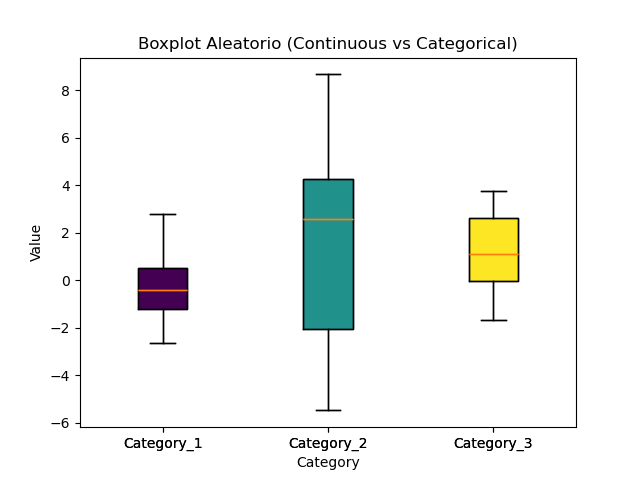 Boxplot Aleatorio (Continuous vs Categorical)
Value
8
6
4
2
0
−2
−4
−6
Category_1 Category_2 Category_3
Category